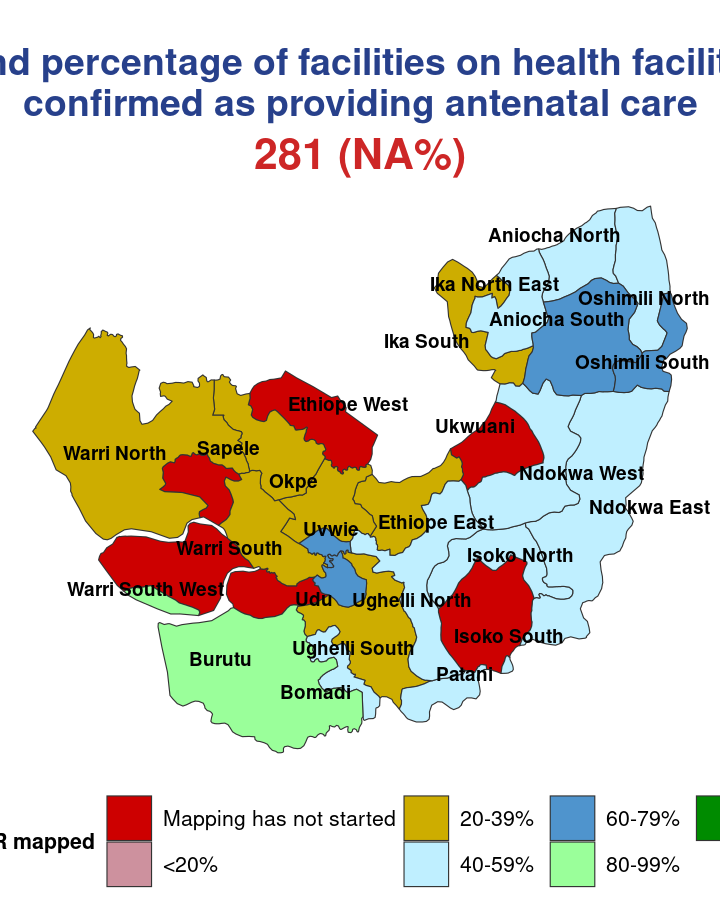 nd percentage of facilities on health facilit
confirmed as providing antenatal care
281 (NA%)
Aniocha North
Ika North East
Oshimili North
Aniocha South
Ika South
Oshimili South
Ethiope West
Ukwuani
Warri North
Sapele
Okpe
Ndokwa West
Ndokwa East
Uvwie
Ethiope East
Warri South
Isoko North
Warri South West
Udu
Ughelli North
Isoko South
Ughelli South
Burutu
Patani
Bomadi
R mapped
Mapping has not started
20-39%
60-79%
<20%
40-59%
80-99%